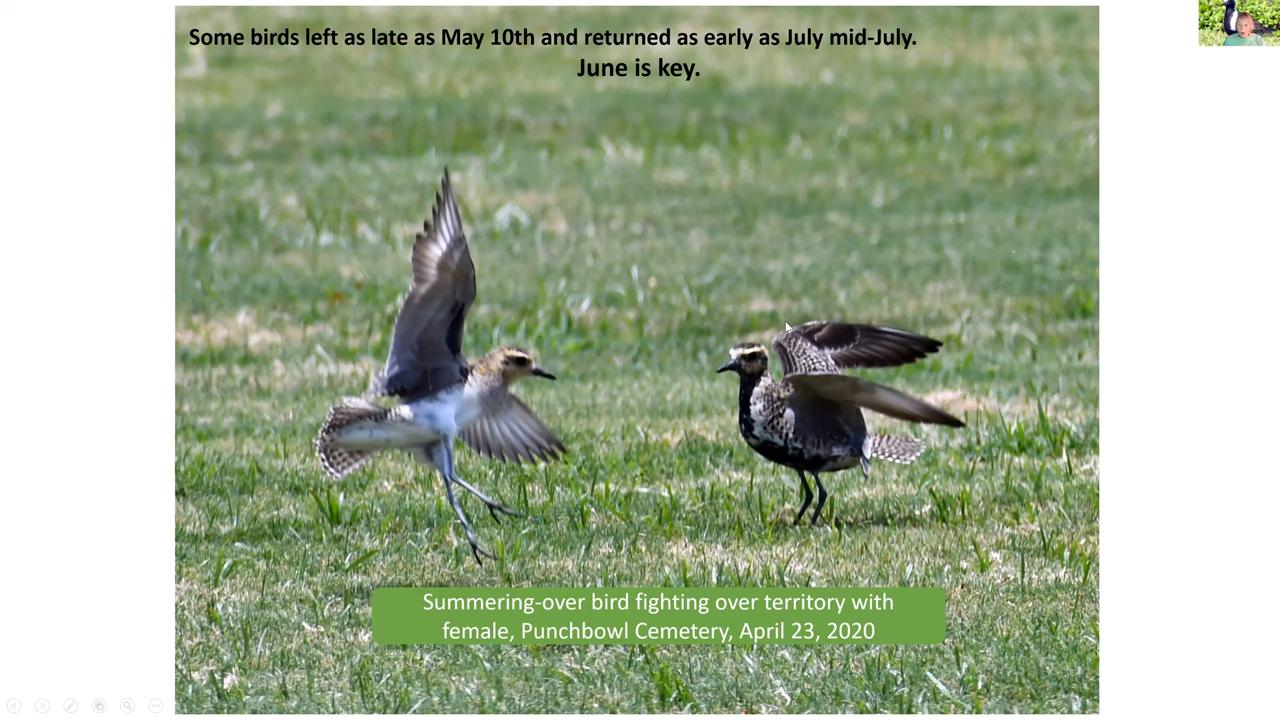 Some birds left as late as May 10th and returned as early as July mid-July.
June is key.
Summering-over bird fighting over territory with
female, Punchbowl Cemetery, April 23, 2020